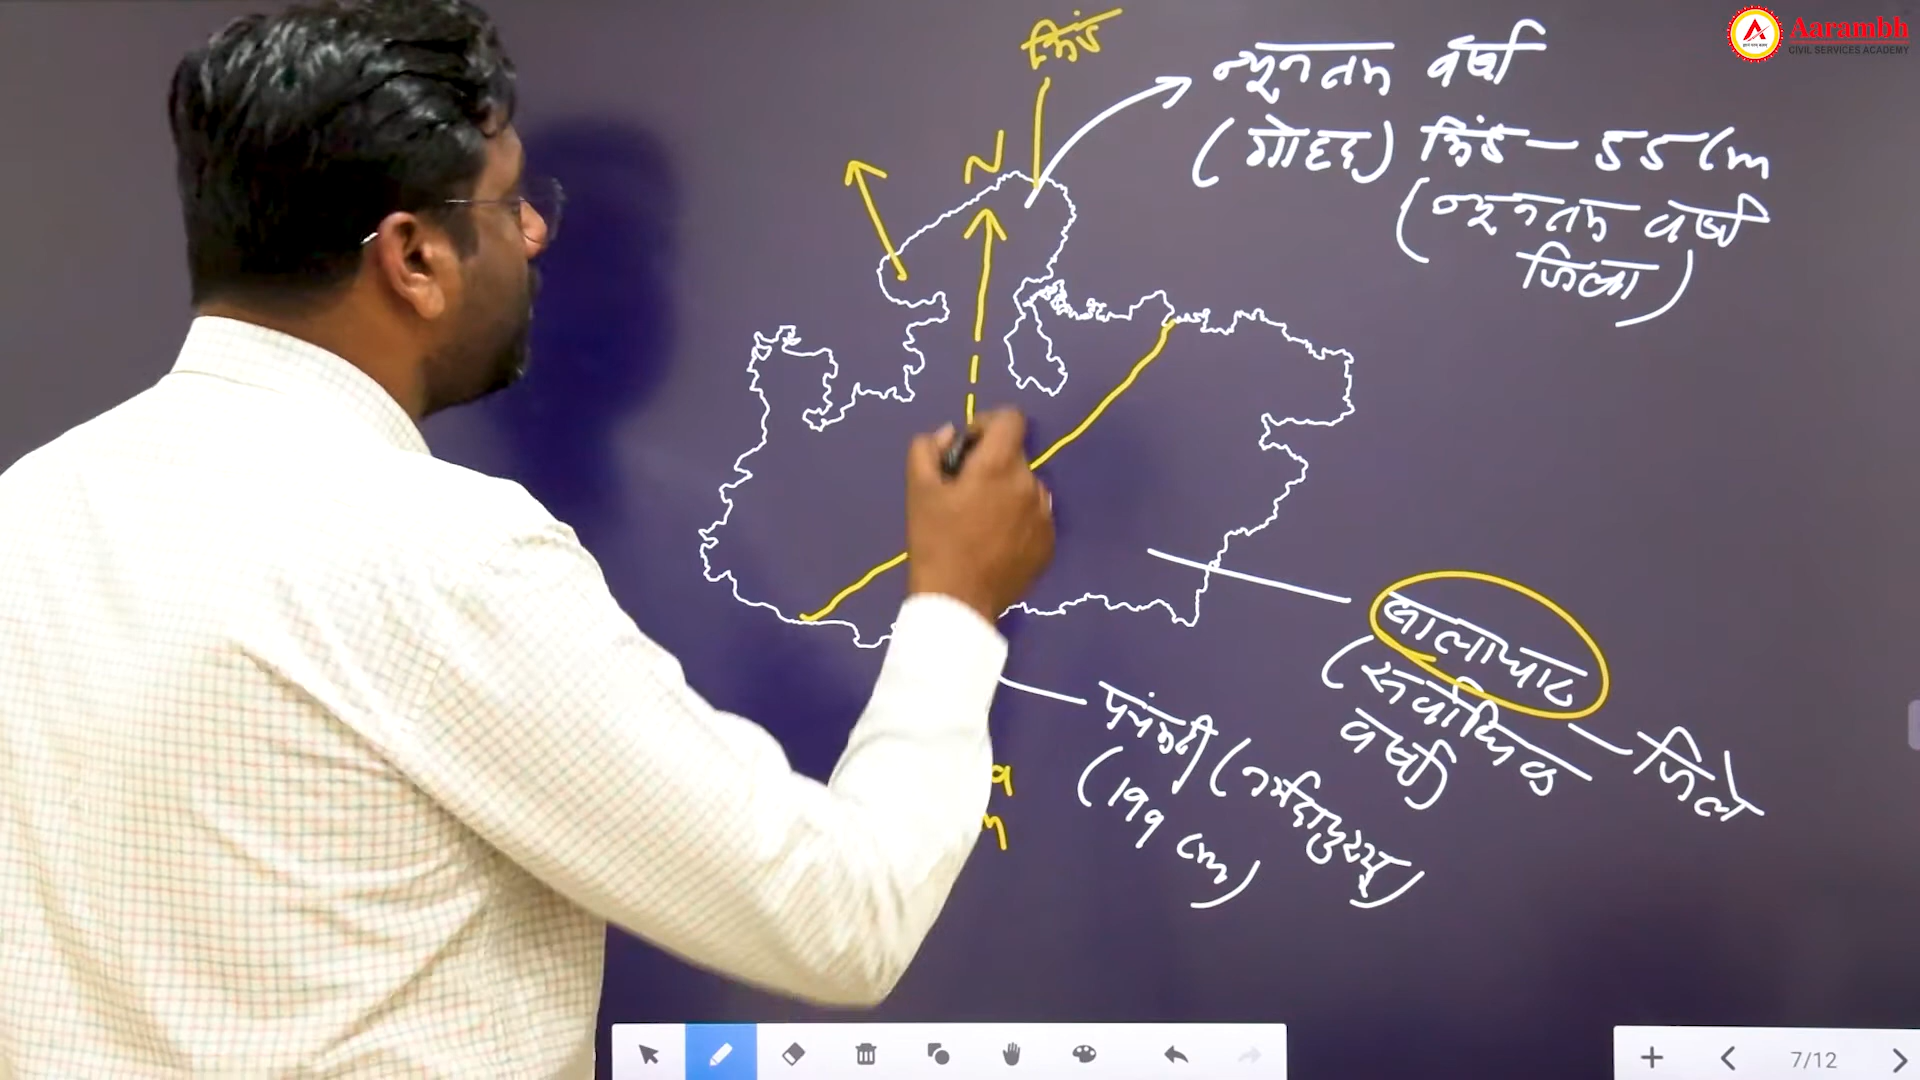 Aarambh
CIVIL SERVICES ACADEMY
भिंड
न्यूनतम वर्षा
(गोहद) भिंड - 55 Cm
(न्यूनतम वर्षा
जिला)
N
बालाघाट
(सर्वाधिक
वर्षा)
जिले
पंचमढ़ी (नर्मदापुरम्)
(199 cm)
7/12